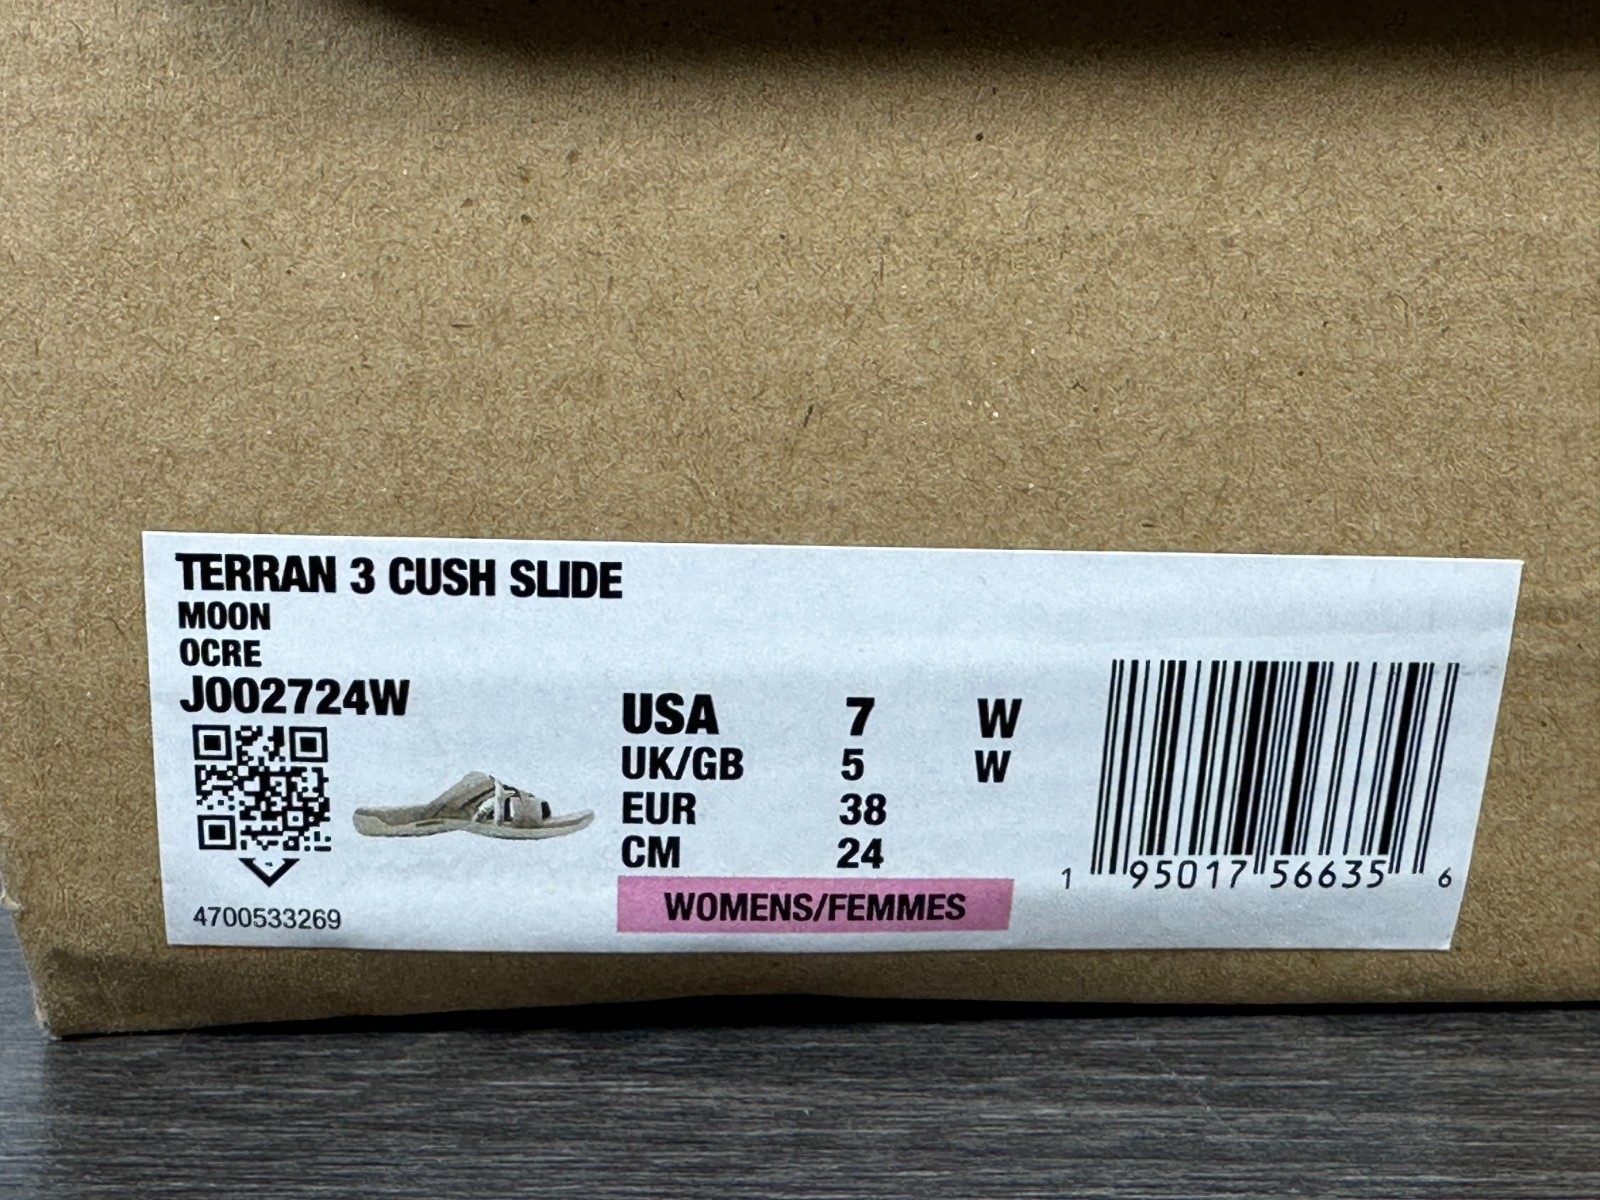 TERRAN 3 CUSH SLIDE
MOON
OCRE
J002724W
USA 7 W
UK/GB 5 W
EUR 38
CM 24
WOMENS/FEMMES
4700533269
1 95017 56635 6